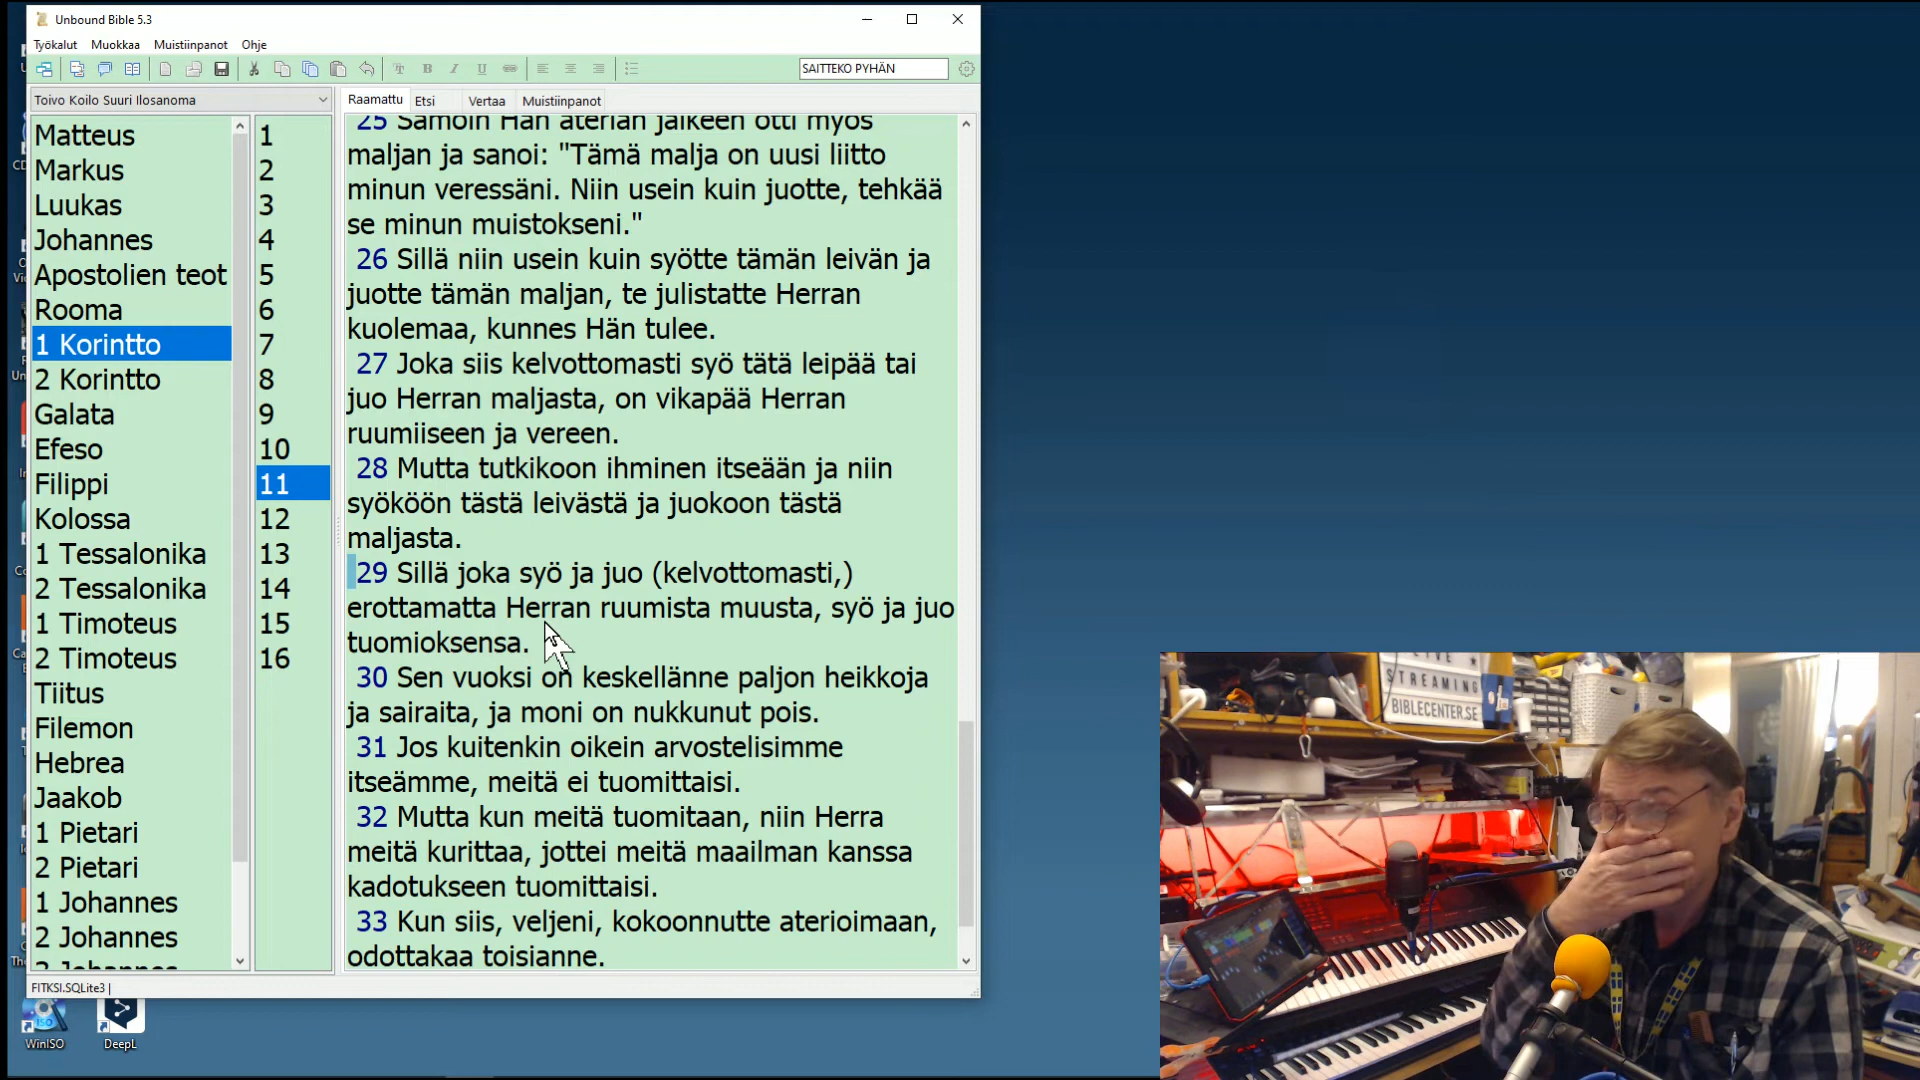 Unbound Bible 5.3
Työkalut Muokkaa Muistiinpanot Ohje
SAITTEKO PYHÄN
Toivo Koilo Suuri Ilosanoma
Raamattu Etsi Vertaa Muistiinpanot
Matteus
Markus
Luukas
Johannes
Apostolien teot
Rooma
1 Korintto
2 Korintto
Galata
Efeso
Filippi
Kolossa
1 Tessalonika
2 Tessalonika
1 Timoteus
2 Timoteus
Tiitus
Filemon
Hebrea
Jaakob
1 Pietari
2 Pietari
1 Johannes
2 Johannes
3 Johannes
1
2
3
4
5
6
7
8
9
10
11
12
13
14
15
16
25 Samoin Hän aterian jälkeen otti myös
maljan ja sanoi: "Tämä malja on uusi liitto
minun veressäni. Niin usein kuin juotte, tehkää
se minun muistokseni."
26 Sillä niin usein kuin syötte tämän leivän ja
juotte tämän maljan, te julistatte Herran
kuolemaa, kunnes Hän tulee.
27 Joka siis kelvottomasti syö tätä leipää tai
juo Herran maljasta, on vikapää Herran
ruumiiseen ja vereen.
28 Mutta tutkikoon ihminen itseään ja niin
syököön tästä leivästä ja juokoon tästä
maljasta.
29 Sillä joka syö ja juo (kelvottomasti,)
erottamatta Herran ruumista muusta, syö ja juo
tuomioksensa.
30 Sen vuoksi on keskellänne paljon heikkoja
ja sairaita, ja moni on nukkunut pois.
31 Jos kuitenkin oikein arvostelisimme
itseämme, meitä ei tuomittaisi.
32 Mutta kun meitä tuomitaan, niin Herra
meitä kurittaa, jottei meitä maailman kanssa
kadotukseen tuomittaisi.
33 Kun siis, veljeni, kokoonnutte aterioimaan,
odottakaa toisianne.
FITKSI.SQLite3
WinISO
DeepL
LIVE
STREAMING
BIBLECENTER.SE